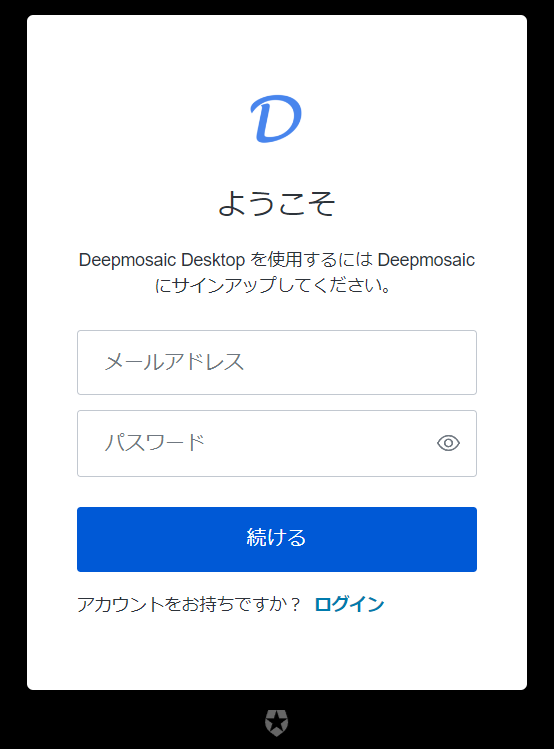 D
ようこそ
Deepmosaic Desktop を使用するには Deepmosaic
にサインアップしてください。
メールアドレス
パスワード
続ける
アカウントをお持ちですか？ ログイン